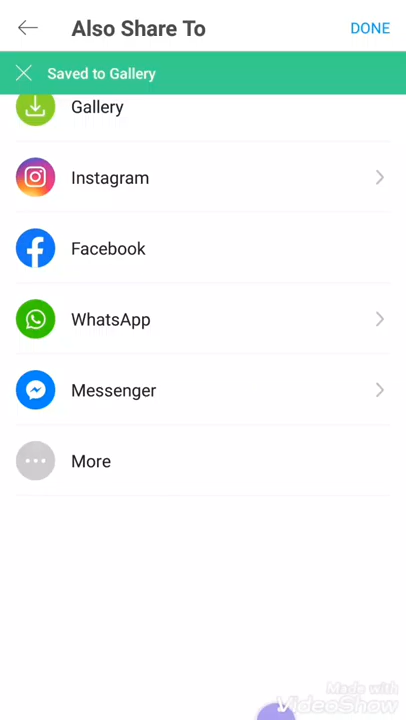 Also Share To
DONE
Saved to Gallery
Gallery
Instagram
Facebook
WhatsApp
Messenger
More
Made with
VideoShow